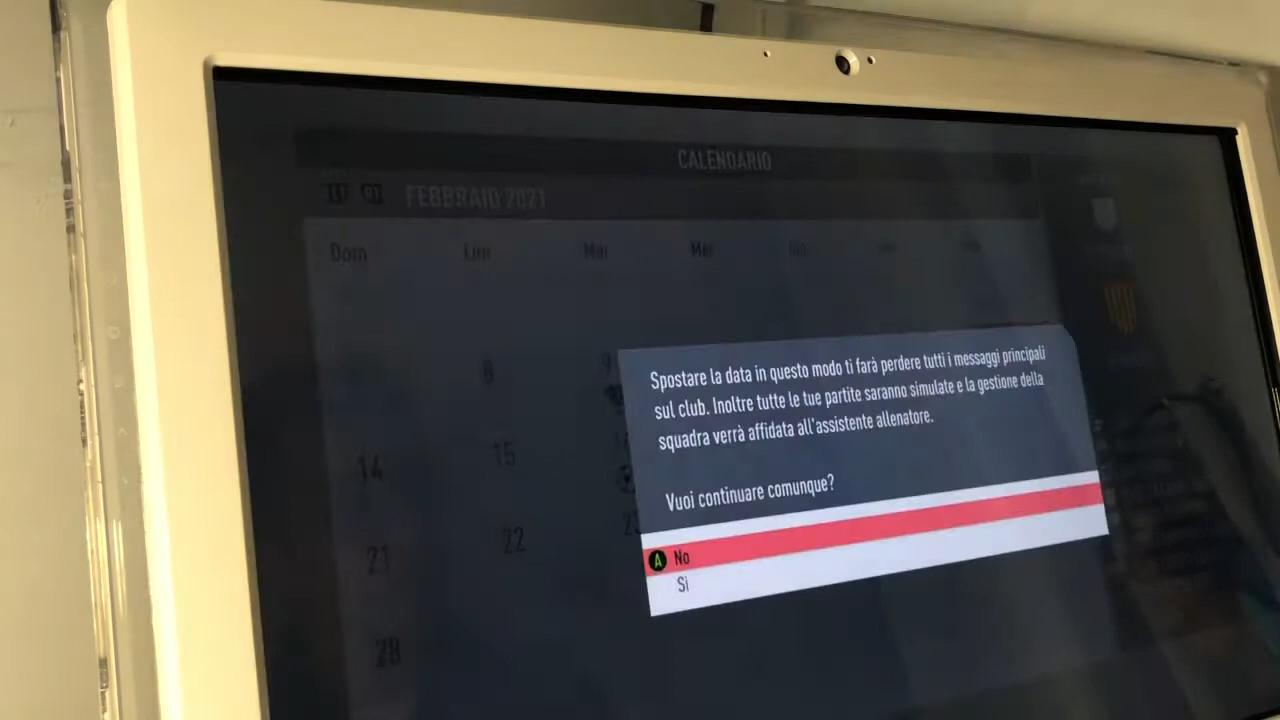 CALENDARIO
FEBBRAIO 2021
Dom Lun Mar Mer
8 9
Spostare la data in questo modo ti farà perdere tutti i messaggi principali
sul club. Inoltre tutte le tue partite saranno simulate e la gestione della
squadra verrà affidata all'assistente allenatore.
14 15
Vuoi continuare comunque?
21 22
A No
Sì
28